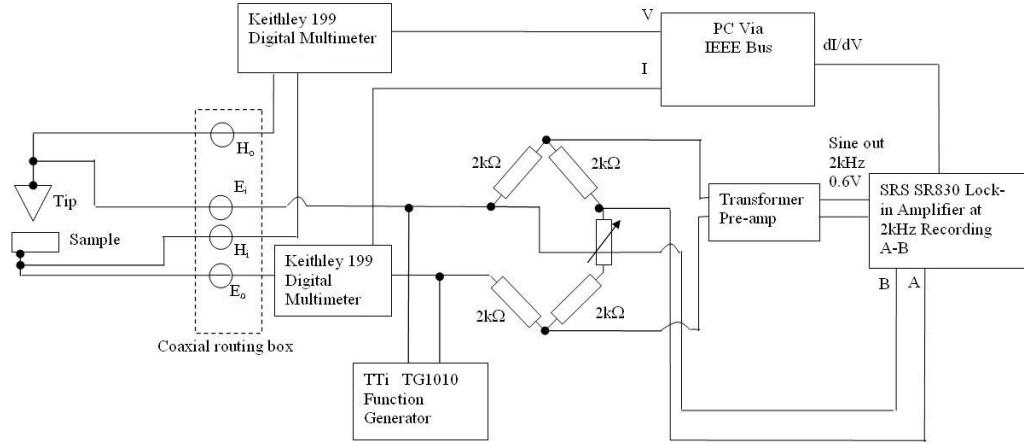 Keithley 199
Digital Multimeter
V
I
PC Via
IEEE Bus
dI/dV
Ho
Ei
Hi
Eo
Tip
Sample
Coaxial routing box
Keithley 199
Digital
Multimeter
TTi TG1010
Function
Generator
2kΩ
2kΩ
2kΩ
2kΩ
Transformer
Pre-amp
Sine out
2kHz
0.6V
SRS SR830 Lock-
in Amplifier at
2kHz Recording
A-B
B
A